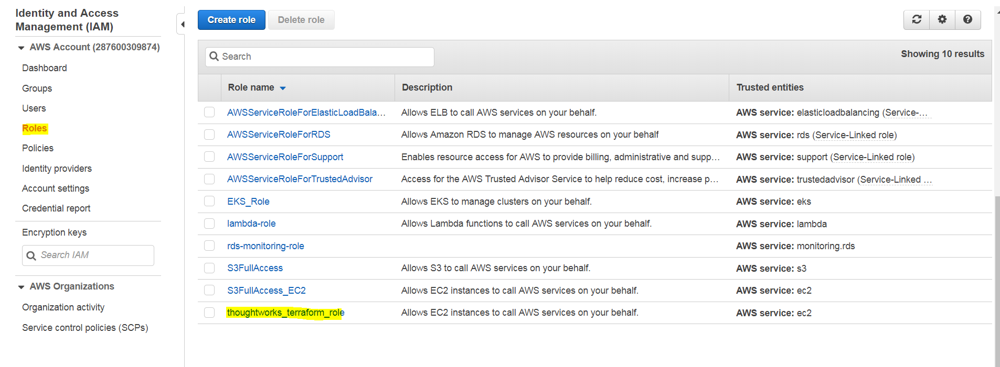 Identity and Access
Management (IAM)
AWS Account (287600309874)
Dashboard
Groups
Users
Roles
Policies
Identity providers
Account settings
Credential report
Encryption keys
Search IAM
AWS Organizations
Organization activity
Service control policies (SCPs)
Create role
Delete role
Search
Showing 10 results
Role name Description Trusted entities
AWSServiceRoleForElasticLoadBala… Allows ELB to call AWS services on your behalf. AWS service: elasticloadbalancing (Service-…
AWSServiceRoleForRDS Allows Amazon RDS to manage AWS resources on your behalf AWS service: rds (Service-Linked role)
AWSServiceRoleForSupport Enables resource access for AWS to provide billing, administrative and supp… AWS service: support (Service-Linked role)
AWSServiceRoleForTrustedAdvisor Access for the AWS Trusted Advisor Service to help reduce cost, increase p… AWS service: trustedadvisor (Service-Linked …
EKS_Role Allows EKS to manage clusters on your behalf. AWS service: eks
lambda-role Allows Lambda functions to call AWS services on your behalf. AWS service: lambda
rds-monitoring-role AWS service: monitoring.rds
S3FullAccess Allows S3 to call AWS services on your behalf. AWS service: s3
S3FullAccess_EC2 Allows EC2 instances to call AWS services on your behalf. AWS service: ec2
thoughtworks_terraform_role Allows EC2 instances to call AWS services on your behalf. AWS service: ec2